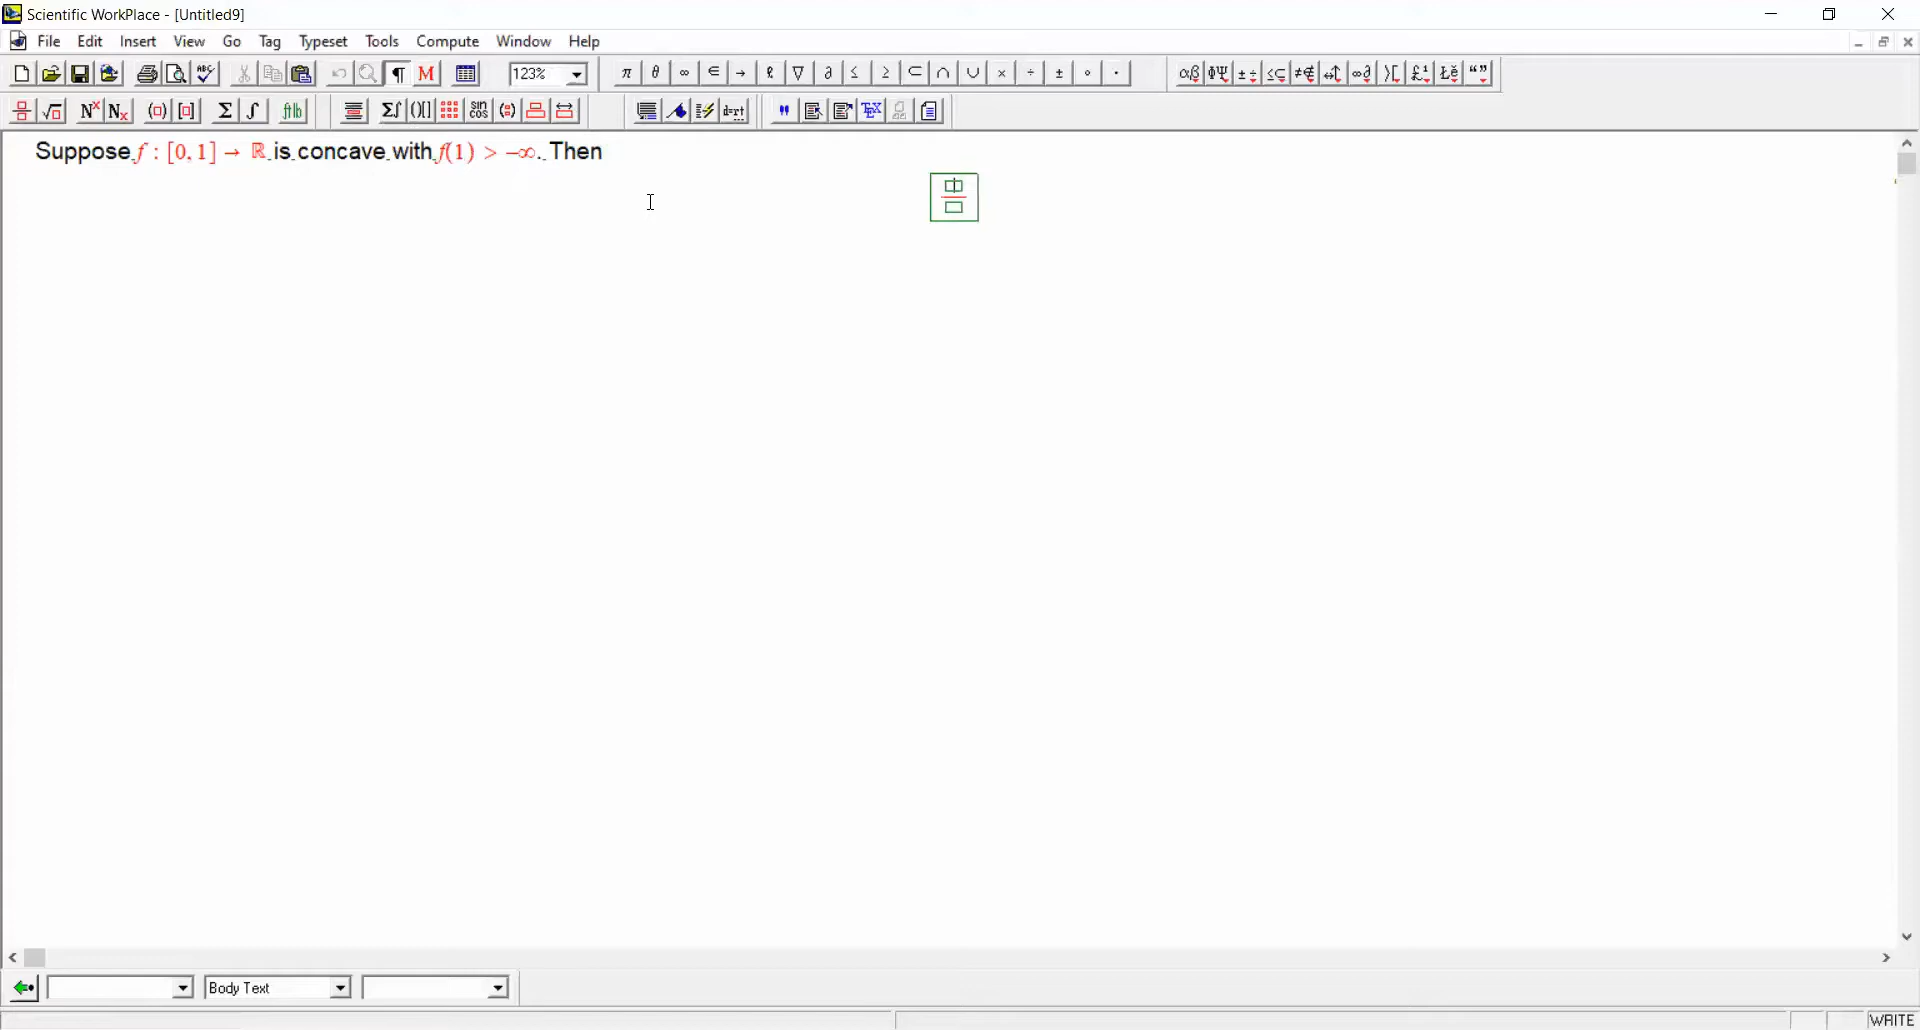 Scientific WorkPlace - [Untitled9]
File Edit Insert View Go Tag Typeset Tools Compute Window Help
123% π θ ∞ ∈ → ℓ ∇ ∂ ≤ ≥ ⊂ ∩ ∪ × ÷ ± ∘ ·
Suppose f : [0, 1] → ℝ is concave with f(1) > −∞. Then
Body Text
WRITE